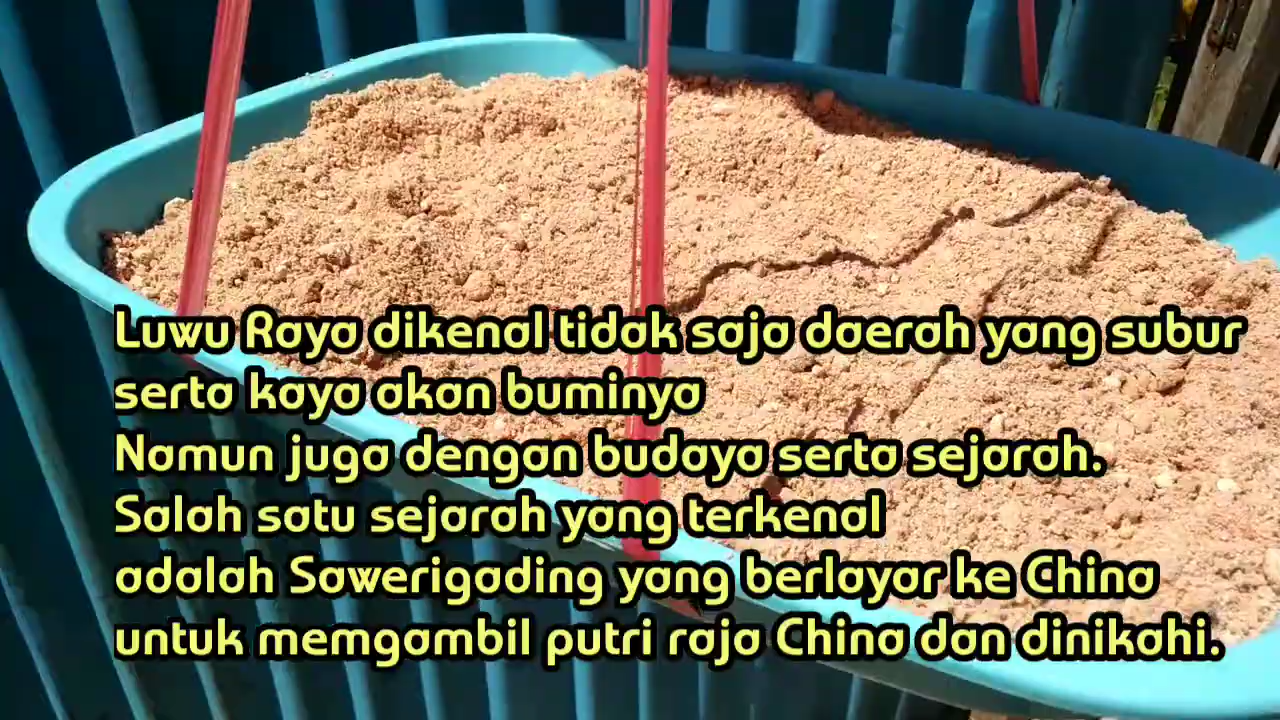 Luwu Raya dikenal tidak saja daerah yang subur
serta kaya akan buminya
Namun juga dengan budaya serta sejarah.
Salah satu sejarah yang terkenal
adalah Sawerigading yang berlayar ke China
untuk memgambil putri raja China dan dinikahi.